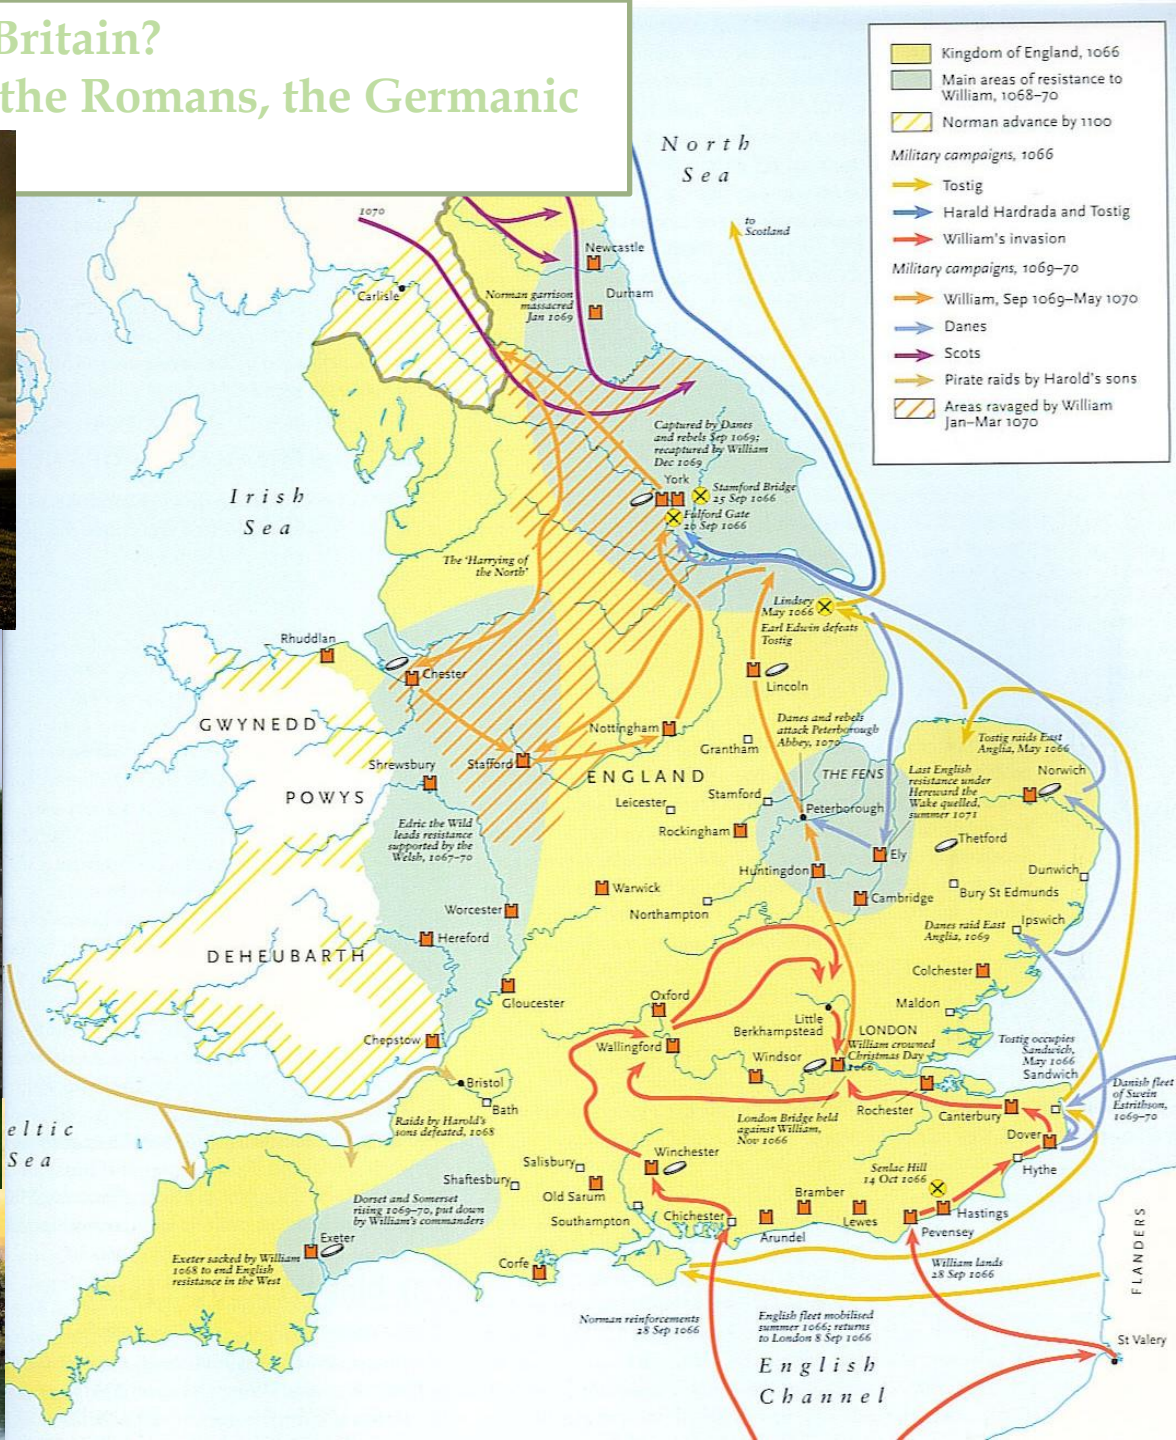 Britain?
the Romans, the Germanic
Kingdom of England, 1066
Main areas of resistance to
William, 1068–70
Norman advance by 1100
Military campaigns, 1066
Tostig
Harald Hardrada and Tostig
William's invasion
Military campaigns, 1069–70
William, Sep 1069–May 1070
Danes
Scots
Pirate raids by Harold's sons
Areas ravaged by William
Jan–Mar 1070
North
Sea
to
Scotland
1070
Newcastle
Carlisle
Norman garrison
massacred
Jan 1069
Durham
Captured by Danes
and rebels Sep 1069;
recaptured by William
Dec 1069
York
Stamford Bridge
25 Sep 1066
Fulford Gate
20 Sep 1066
Irish
Sea
The 'Harrying of
the North'
Lindsey
May 1066
Earl Edwin defeats
Tostig
Rhuddlan
Chester
Lincoln
GWYNEDD
Nottingham
Grantham
Danes and rebels
attack Peterborough
Abbey, 1070
Tostig raids East
Anglia, May 1066
Shrewsbury
Stafford
ENGLAND
THE FENS
Last English
resistance under
Hereward the
Wake quelled,
summer 1071
Norwich
POWYS
Leicester
Stamford
Peterborough
Edric the Wild
leads resistance
supported by the
Welsh, 1067–70
Rockingham
Thetford
Ely
Huntingdon
Dunwich
Warwick
Northampton
Cambridge
Bury St Edmunds
Worcester
Hereford
Danes raid East
Anglia, 1069
Ipswich
DEHEUBARTH
Colchester
Gloucester
Oxford
Maldon
Little
Berkhampstead
LONDON
William crowned
Christmas Day
1066
Chepstow
Wallingford
Windsor
Tostig occupies
Sandwich,
May 1066
Sandwich
Bristol
Bath
Rochester
Canterbury
Danish fleet
of Swein
Estrithson,
1069–70
eltic
Sea
Raids by Harold's
sons defeated, 1068
London Bridge held
against William,
Nov 1066
Dover
Hythe
Winchester
Salisbury
Shaftesbury
Old Sarum
Senlac Hill
14 Oct 1066
Dorset and Somerset
rising 1069–70, put down
by William's commanders
Southampton
Chichester
Bramber
Lewes
Hastings
Arundel
Pevensey
Exeter
Exeter sacked by William
1068 to end English
resistance in the West
Corfe
William lands
28 Sep 1066
FLANDERS
Norman reinforcements
28 Sep 1066
English fleet mobilised
summer 1066; returns
to London 8 Sep 1066
St Valery
English
Channel